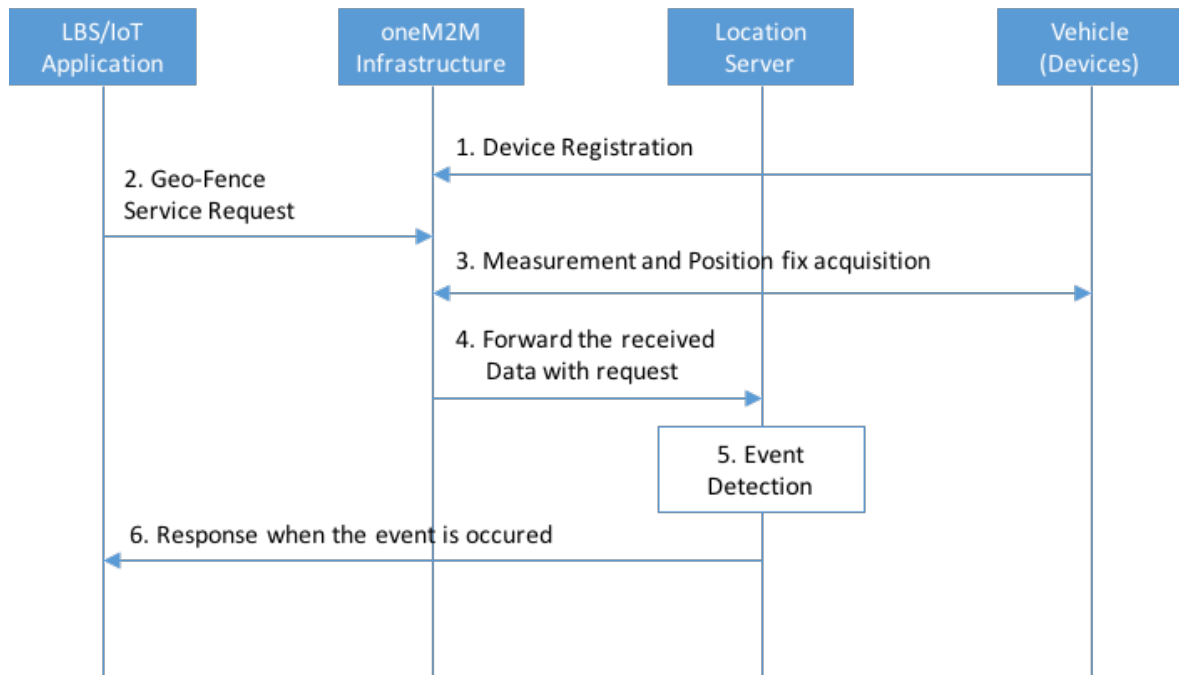 LBS/IoT
Application
oneM2M
Infrastructure
Location
Server
Vehicle
(Devices)
1. Device Registration
2. Geo-Fence
Service Request
3. Measurement and Position fix acquisition
4. Forward the received
Data with request
5. Event
Detection
6. Response when the event is occured